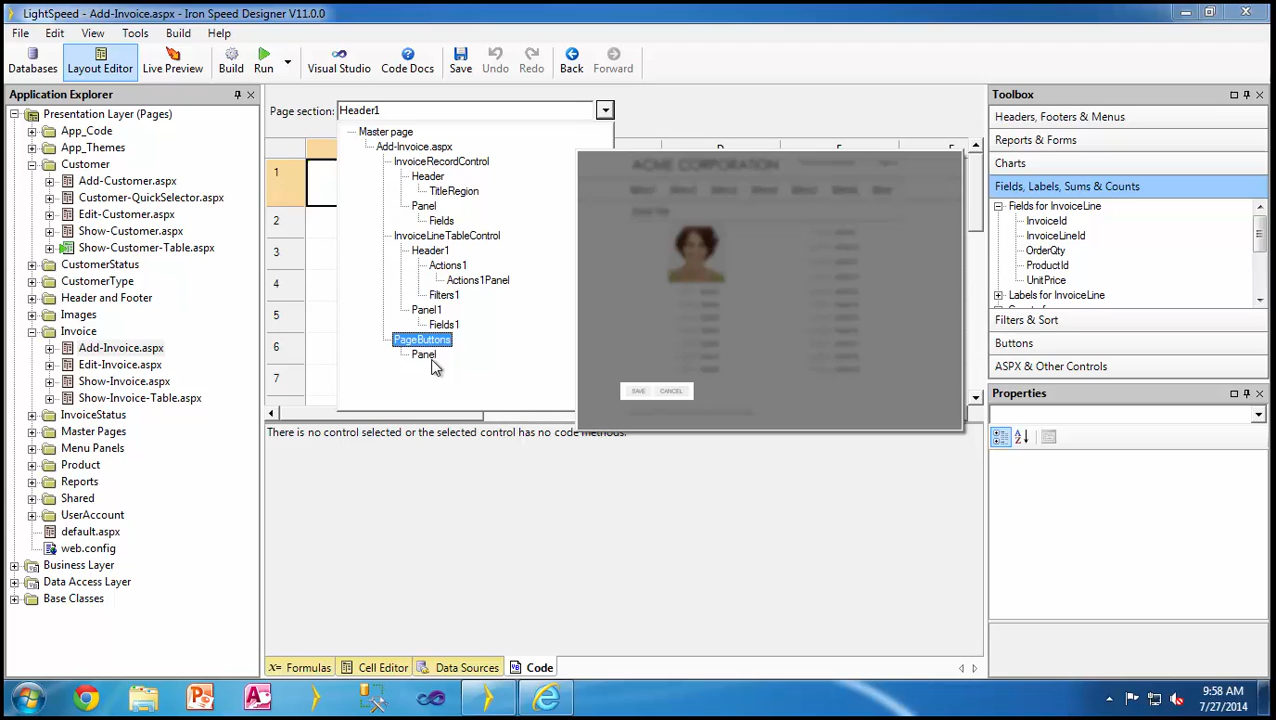 LightSpeed - Add-Invoice.aspx - Iron Speed Designer V11.0.0
File Edit View Tools Build Help
Databases Layout Editor Live Preview Build Run Visual Studio Code Docs Save Undo Redo Back Forward
Application Explorer
Presentation Layer (Pages)
App_Code
App_Themes
Customer
Add-Customer.aspx
Customer-QuickSelector.aspx
Edit-Customer.aspx
Show-Customer.aspx
Show-Customer-Table.aspx
CustomerStatus
CustomerType
Header and Footer
Images
Invoice
Add-Invoice.aspx
Edit-Invoice.aspx
Show-Invoice.aspx
Show-Invoice-Table.aspx
InvoiceStatus
Master Pages
Menu Panels
Product
Reports
Shared
UserAccount
default.aspx
web.config
Business Layer
Data Access Layer
Base Classes
Page section: Header1
Master page
Add-Invoice.aspx
InvoiceRecordControl
Header
TitleRegion
Panel
Fields
InvoiceLineTableControl
Header1
Actions1
Actions1Panel
Filters1
Panel1
Fields1
PageButtons
Panel
1
2
3
4
5
6
7
ACME CORPORATION
SAVE CANCEL
There is no control selected or the selected control has no code methods.
Formulas Cell Editor Data Sources Code
Toolbox
Headers, Footers & Menus
Reports & Forms
Charts
Fields, Labels, Sums & Counts
Fields for InvoiceLine
InvoiceId
InvoiceLineId
OrderQty
ProductId
UnitPrice
Labels for InvoiceLine
Filters & Sort
Buttons
ASPX & Other Controls
Properties
9:58 AM
7/27/2014